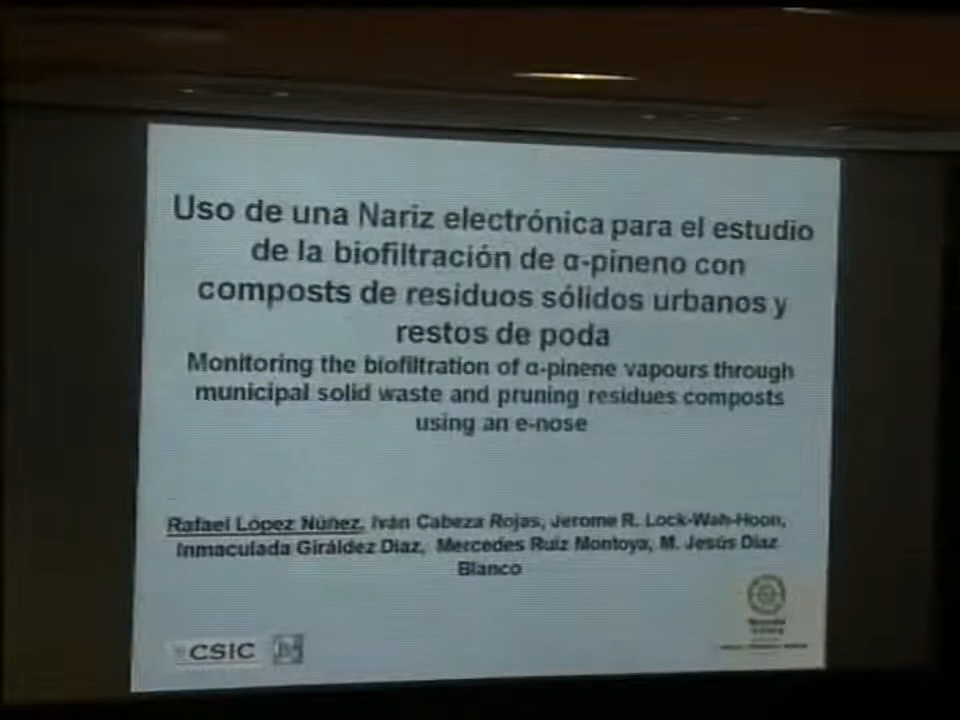 Uso de una Nariz electrónica para el estudio
de la biofiltración de α-pineno con
composts de residuos sólidos urbanos y
restos de poda
Monitoring the biofiltration of α-pinene vapours through
municipal solid waste and pruning residues composts
using an e-nose
Rafael López Núñez, Iván Cabeza Rojas, Jerome R. Lock-Wah-Hoon,
Inmaculada Giráldez Diaz, Mercedes Ruiz Montoya, M. Jesús Diaz
Blanco
CSIC